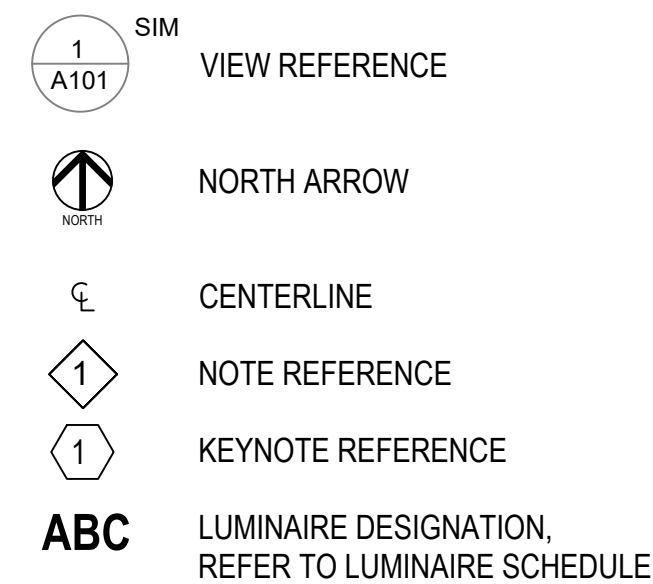 SIM
1
A101
VIEW REFERENCE
NORTH
NORTH ARROW
℄
CENTERLINE
1
NOTE REFERENCE
1
KEYNOTE REFERENCE
ABC
LUMINAIRE DESIGNATION,
REFER TO LUMINAIRE SCHEDULE